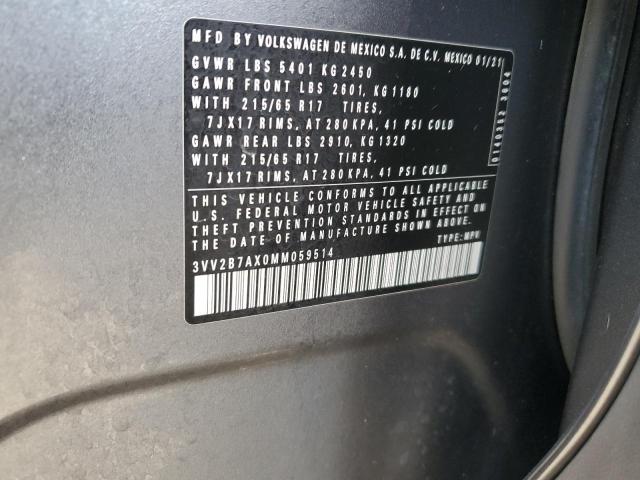 MFD BY VOLKSWAGEN DE MEXICO S.A. DE C.V. MEXICO 01/21
GVWR LBS 5401 KG 2450
GAWR FRONT LBS 2601, KG 1180
WITH 215/65 R17 TIRES,
7JX17 RIMS, AT 280 KPA, 41 PSI COLD
GAWR REAR LBS 2910, KG 1320
WITH 215/65 R17 TIRES,
7JX17 RIMS, AT 280 KPA, 41 PSI COLD
THIS VEHICLE CONFORMS TO ALL APPLICABLE
U.S. FEDERAL MOTOR VEHICLE SAFETY AND
THEFT PREVENTION STANDARDS IN EFFECT ON
DATE OF MANUFACTURE SHOWN ABOVE.
TYPE: MPV
3VV2B7AX0MM059514
0140352 3004